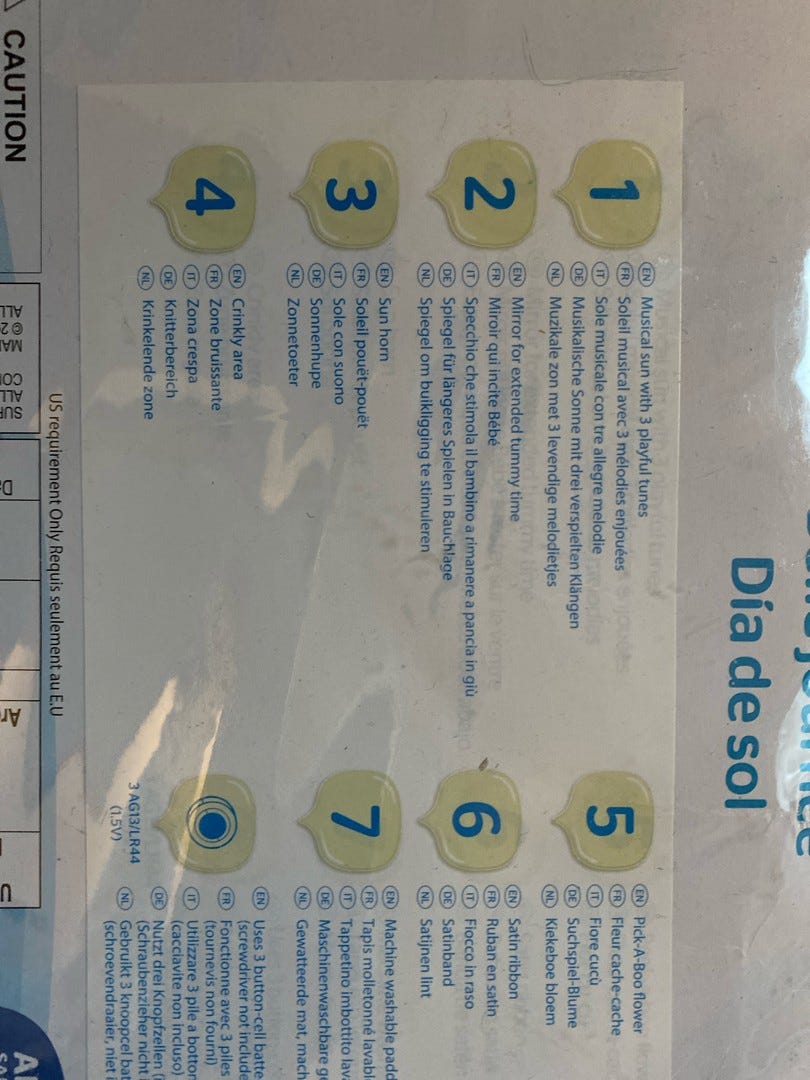 Día de sol
1
EN Musical sun with 3 playful tunes
FR Soleil musical avec 3 mélodies enjouées
IT Sole musicale con tre allegre melodie
DE Musikalische Sonne mit drei verspielten Klängen
NL Muzikale zon met 3 levendige melodietjes
2
EN Mirror for extended tummy time
FR Miroir qui incite Bébé
IT Specchio che stimola il bambino a rimanere a pancia in giù
DE Spiegel für längeres Spielen in Bauchlage
NL Spiegel om buikligging te stimuleren
3
EN Sun horn
FR Soleil pouët-pouët
IT Sole con suono
DE Sonnenhupe
NL Zonnetoeter
4
EN Crinkly area
FR Zone bruissante
IT Zona crespa
DE Knitterbereich
NL Krinkelende zone
5
EN Pick-A-Boo flower
FR Fleur cache-cache
IT Fiore cucù
DE Suchspiel-Blume
NL Kiekeboe bloem
6
EN Satin ribbon
FR Ruban en satin
IT Fiocco in raso
DE Satinband
NL Satijnen lint
7
EN Machine washable padd
FR Tapis molletonné lavabl
IT Tappetino imbottito lava
DE Maschinenwaschbare ge
NL Gewatteerde mat, mach
3 AG13/LR44
(1.5V)
EN Uses 3 button-cell batte
(screwdriver not include
FR Fonctionne avec 3 piles
(tournevis non fourni)
IT Utilizzare 3 pile a botton
(cacciavite non incluso)
DE Nutzt drei Knopfzellen (
(Schraubenzieher nicht i
NL Gebruikt 3 knoopcel bat
(schroevendraaier, niet i
US requirement Only Requis seulement au E.U
CAUTION